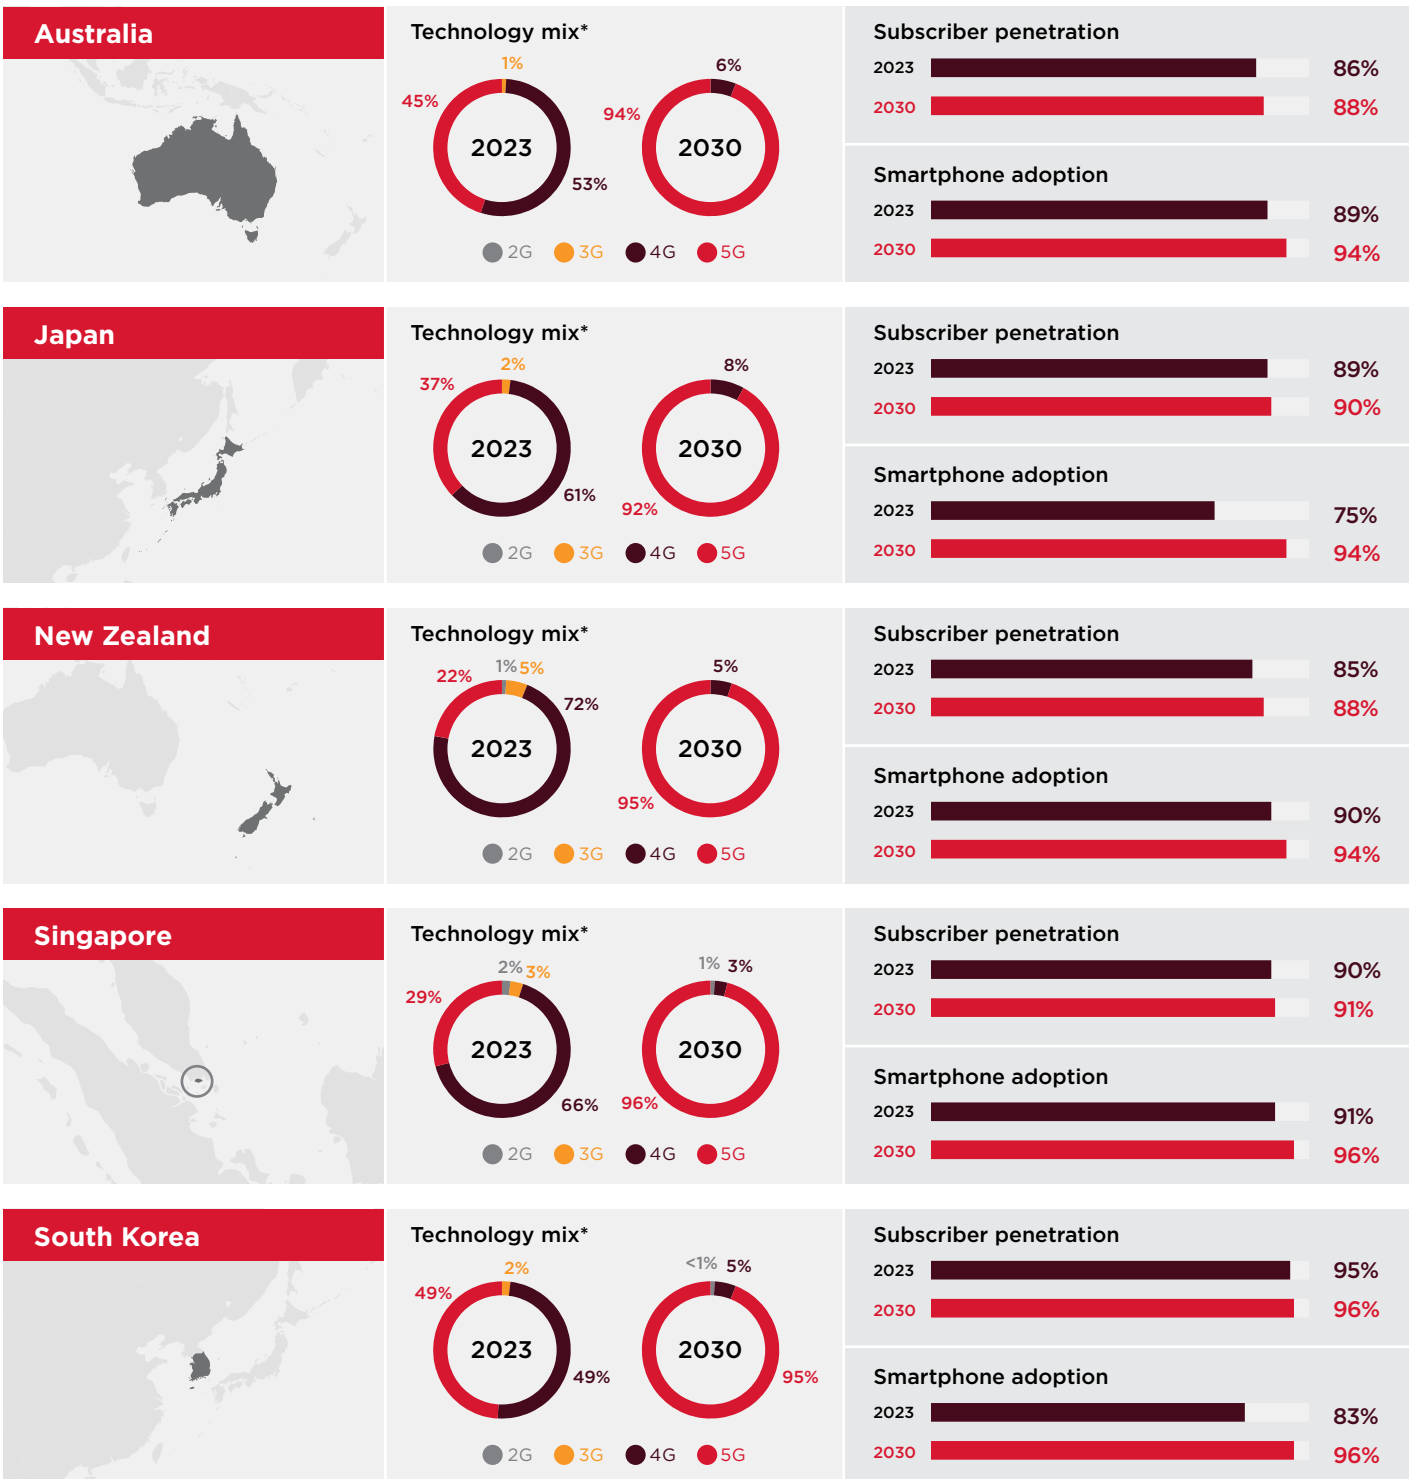 Australia
Technology mix*
1%
45%
53%
2023
6%
94%
2030
2G 3G 4G 5G
Subscriber penetration
2023 86%
2030 88%
Smartphone adoption
2023 89%
2030 94%
Japan
Technology mix*
2%
37%
61%
2023
8%
92%
2030
2G 3G 4G 5G
Subscriber penetration
2023 89%
2030 90%
Smartphone adoption
2023 75%
2030 94%
New Zealand
Technology mix*
1% 5%
22%
72%
2023
5%
95%
2030
2G 3G 4G 5G
Subscriber penetration
2023 85%
2030 88%
Smartphone adoption
2023 90%
2030 94%
Singapore
Technology mix*
2% 3%
29%
66%
2023
1% 3%
96%
2030
2G 3G 4G 5G
Subscriber penetration
2023 90%
2030 91%
Smartphone adoption
2023 91%
2030 96%
South Korea
Technology mix*
2%
49%
49%
2023
<1% 5%
95%
2030
2G 3G 4G 5G
Subscriber penetration
2023 95%
2030 96%
Smartphone adoption
2023 83%
2030 96%